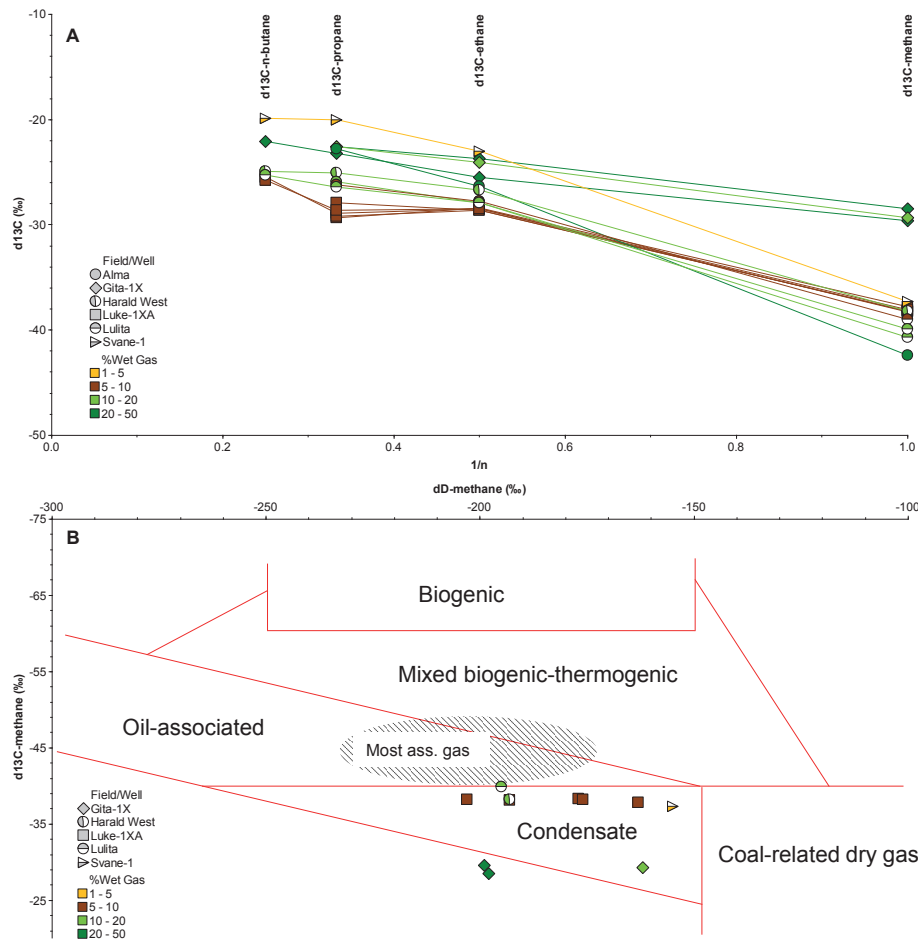 -10
A
d13C-n-butane
d13C-propane
d13C-ethane
d13C-methane
-20
d13C (‰)
-30
-40
-50
Field/Well
Alma
Gita-1X
Harald West
Luke-1XA
Lulita
Svane-1
%Wet Gas
1 - 5
5 - 10
10 - 20
20 - 50
0.0 0.2 0.4 0.6 0.8 1.0
1/n
dD-methane (‰)
-300 -250 -200 -150 -100
-75
B
Biogenic
-65
Mixed biogenic-thermogenic
-55
d13C-methane (‰)
Oil-associated
Most ass. gas
-45
-35
Condensate
Coal-related dry gas
-25
Field/Well
Gita-1X
Harald West
Luke-1XA
Lulita
Svane-1
%Wet Gas
1 - 5
5 - 10
10 - 20
20 - 50